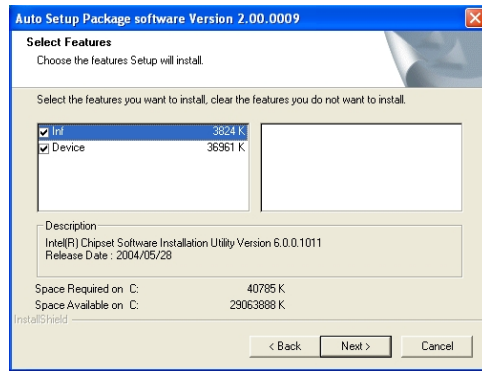 Auto Setup Package software Version 2.00.0009
Select Features
Choose the features Setup will install.
Select the features you want to install, clear the features you do not want to install.
Inf 3824 K
Device 36961 K
Description
Intel(R) Chipset Software Installation Utility Version 6.0.0.1011
Release Date : 2004/05/28
Space Required on C: 40785 K
Space Available on C: 29063888 K
InstallShield
< Back Next > Cancel